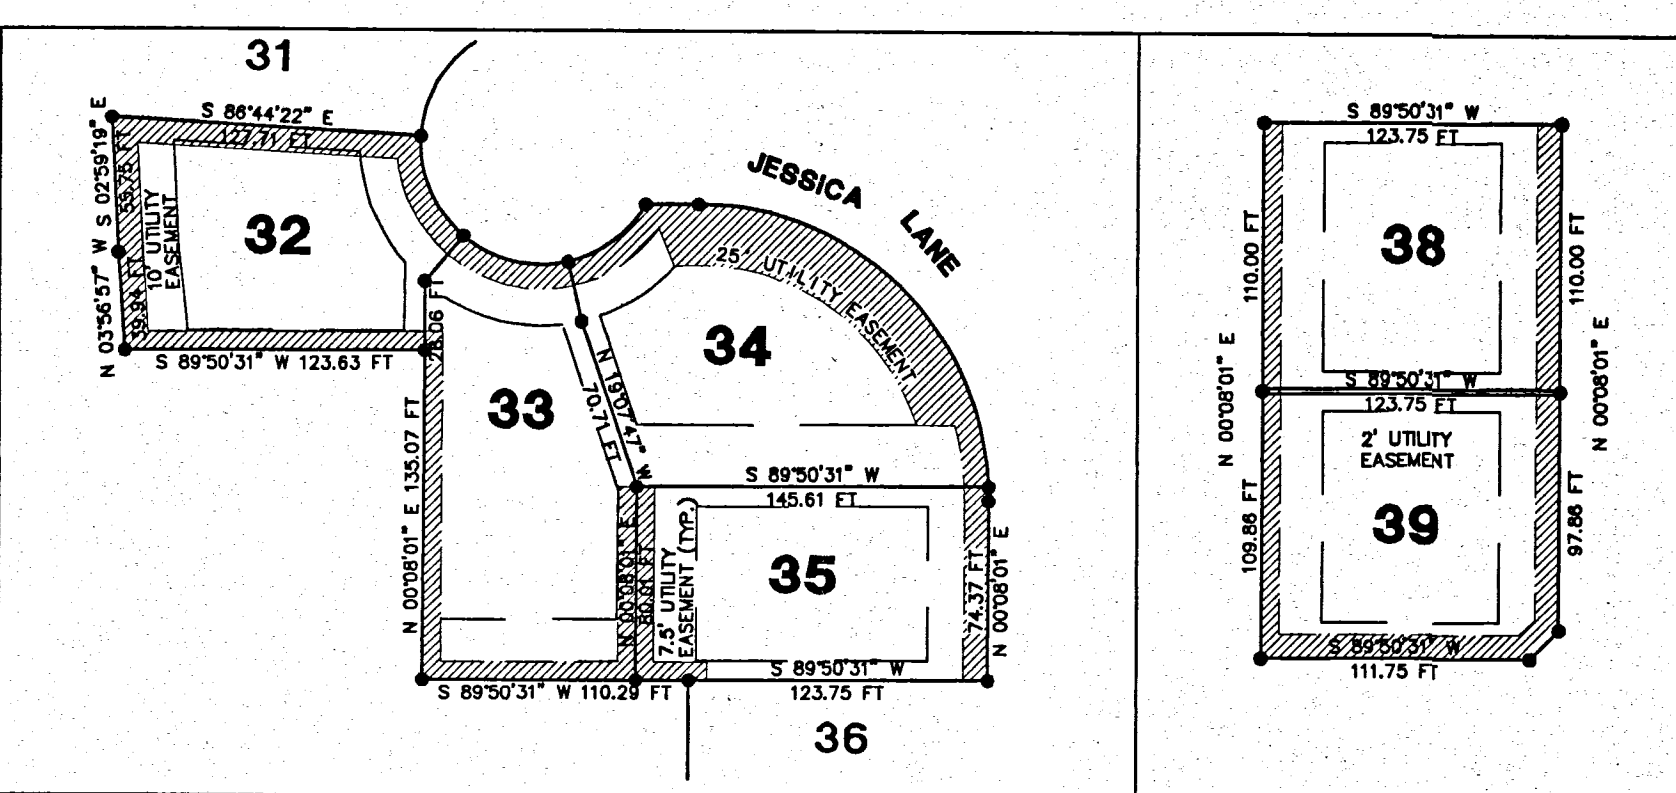 31
S 86°44'22" E
127.71 FT
S 02°59'19" E
59.75 FT
N 03°56'57" W
39.94 FT
10' UTILITY
EASEMENT
32
S 89°50'31" W 123.63 FT
28.06 FT
JESSICA
LANE
25' UTILITY EASEMENT
34
33
N 19°07'47" W
70.71 FT
N 00°08'01" E 135.07 FT
S 89°50'31" W
145.61 FT
N 00°08'01" E
80.01 FT
7.5' UTILITY
EASEMENT (TYP.)
35
74.37 FT
N 00°08'01" E
S 89°50'31" W 110.29 FT
S 89°50'31" W
123.75 FT
36
S 89°50'31" W
123.75 FT
110.00 FT
38
110.00 FT
N 00°08'01" E
N 00°08'01" E
S 89°50'31" W
123.75 FT
2' UTILITY
EASEMENT
39
109.86 FT
97.86 FT
S 89°50'31" W
111.75 FT